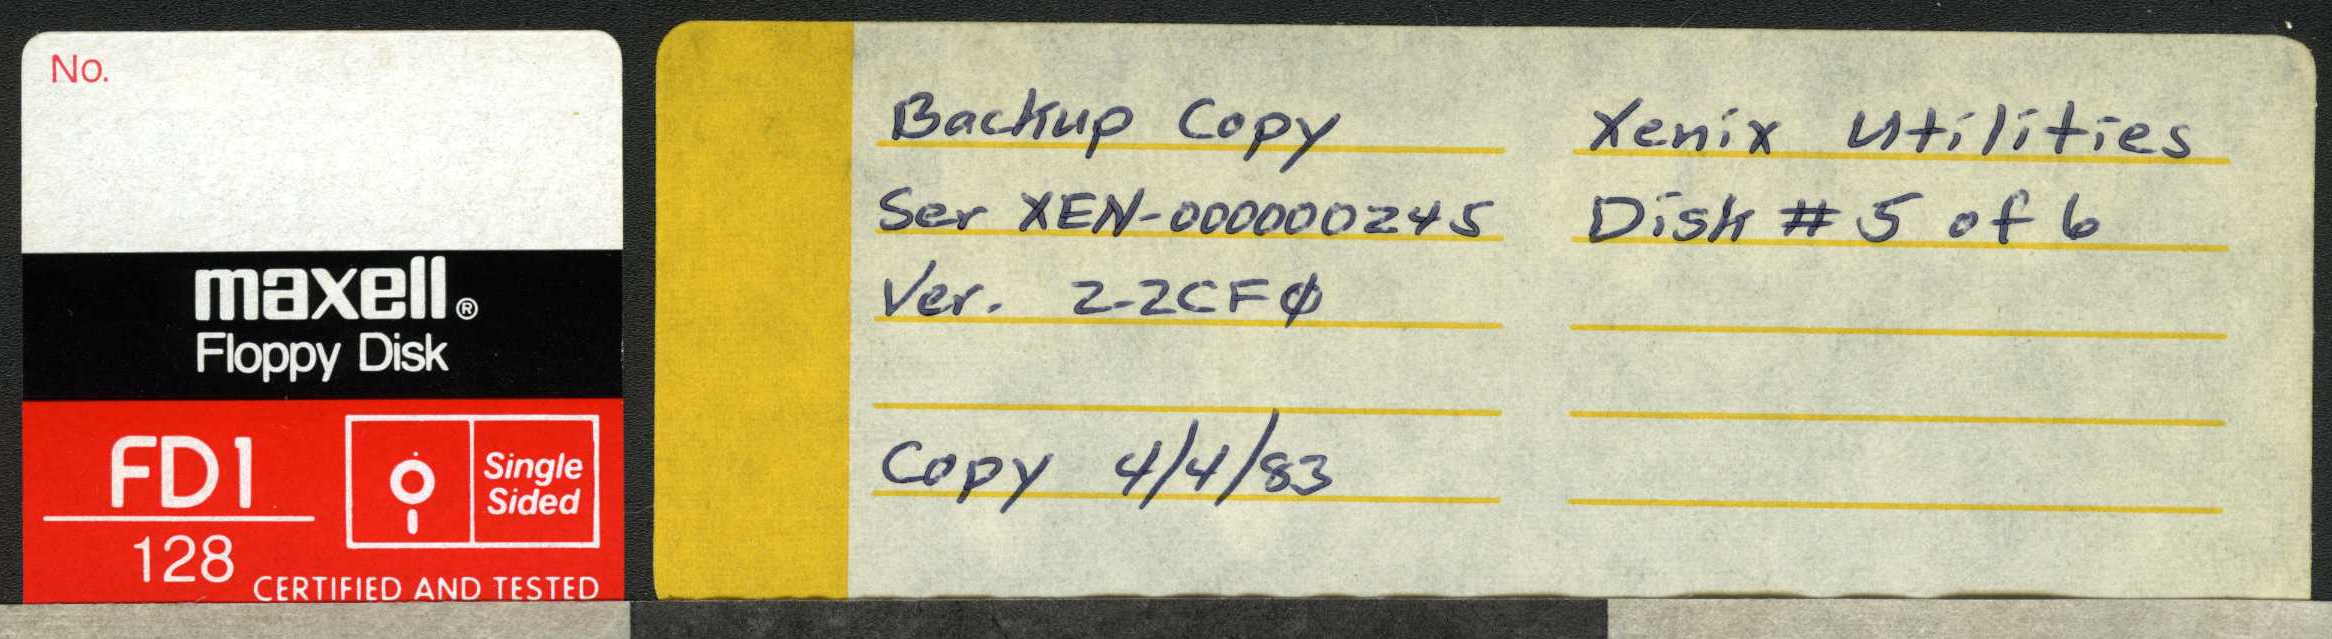 No.
maxell®
Floppy Disk
FD1
128
Single
Sided
CERTIFIED AND TESTED
Backup Copy
Ser XEN-000000245
Ver. 2-2CFØ
Copy 4/4/83
Xenix Utilities
Disk # 5 of 6